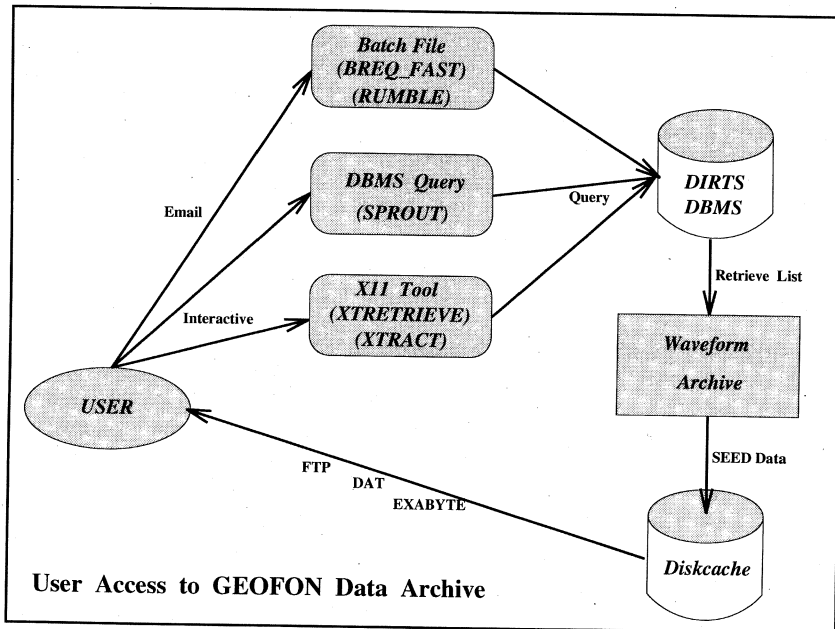 Batch File
(BREQ_FAST)
(RUMBLE)
DBMS Query
(SPROUT)
X11 Tool
(XTRETRIEVE)
(XTRACT)
DIRTS
DBMS
Email
Query
Interactive
Retrieve List
Waveform
Archive
USER
SEED Data
FTP
DAT
EXABYTE
Diskcache
User Access to GEOFON Data Archive